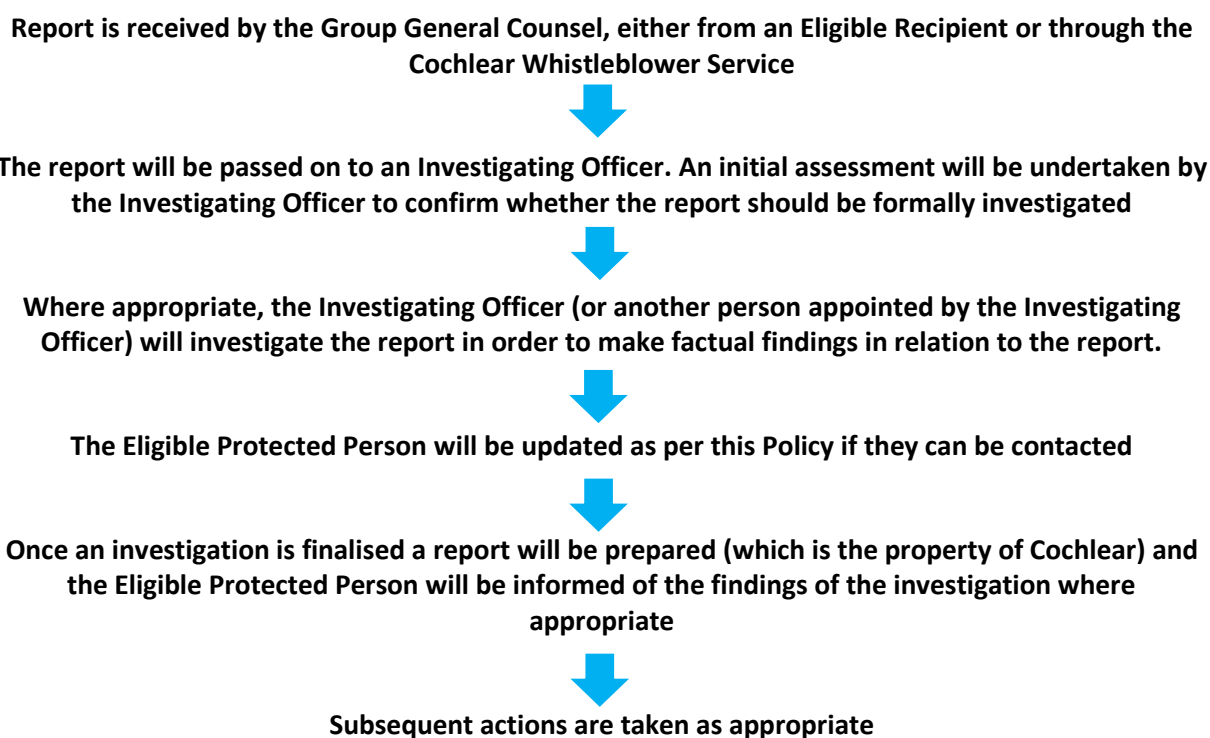 Report is received by the Group General Counsel, either from an Eligible Recipient or through the
Cochlear Whistleblower Service
The report will be passed on to an Investigating Officer. An initial assessment will be undertaken by
the Investigating Officer to confirm whether the report should be formally investigated
Where appropriate, the Investigating Officer (or another person appointed by the Investigating
Officer) will investigate the report in order to make factual findings in relation to the report.
The Eligible Protected Person will be updated as per this Policy if they can be contacted
Once an investigation is finalised a report will be prepared (which is the property of Cochlear) and
the Eligible Protected Person will be informed of the findings of the investigation where
appropriate
Subsequent actions are taken as appropriate